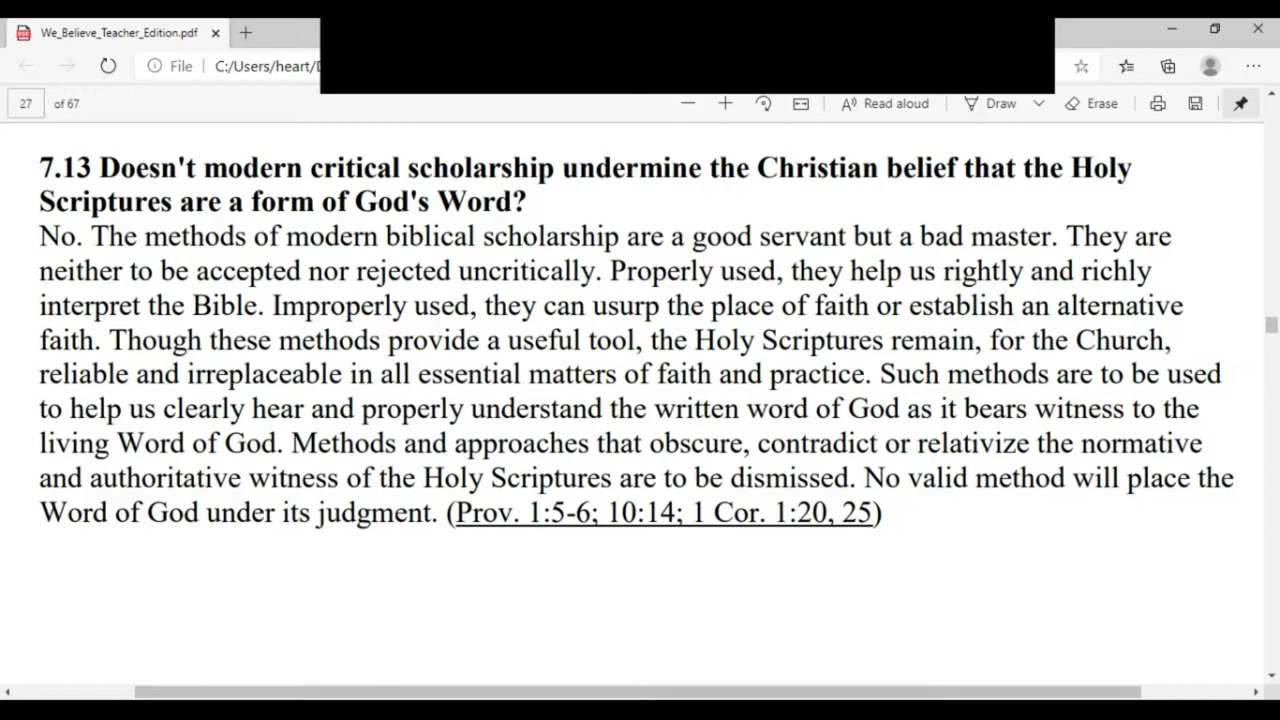 We_Believe_Teacher_Edition.pdf
File C:/Users/heart/
27 of 67 Read aloud Draw Erase
7.13 Doesn't modern critical scholarship undermine the Christian belief that the Holy
Scriptures are a form of God's Word?
No. The methods of modern biblical scholarship are a good servant but a bad master. They are
neither to be accepted nor rejected uncritically. Properly used, they help us rightly and richly
interpret the Bible. Improperly used, they can usurp the place of faith or establish an alternative
faith. Though these methods provide a useful tool, the Holy Scriptures remain, for the Church,
reliable and irreplaceable in all essential matters of faith and practice. Such methods are to be used
to help us clearly hear and properly understand the written word of God as it bears witness to the
living Word of God. Methods and approaches that obscure, contradict or relativize the normative
and authoritative witness of the Holy Scriptures are to be dismissed. No valid method will place the
Word of God under its judgment. (Prov. 1:5-6; 10:14; 1 Cor. 1:20, 25)